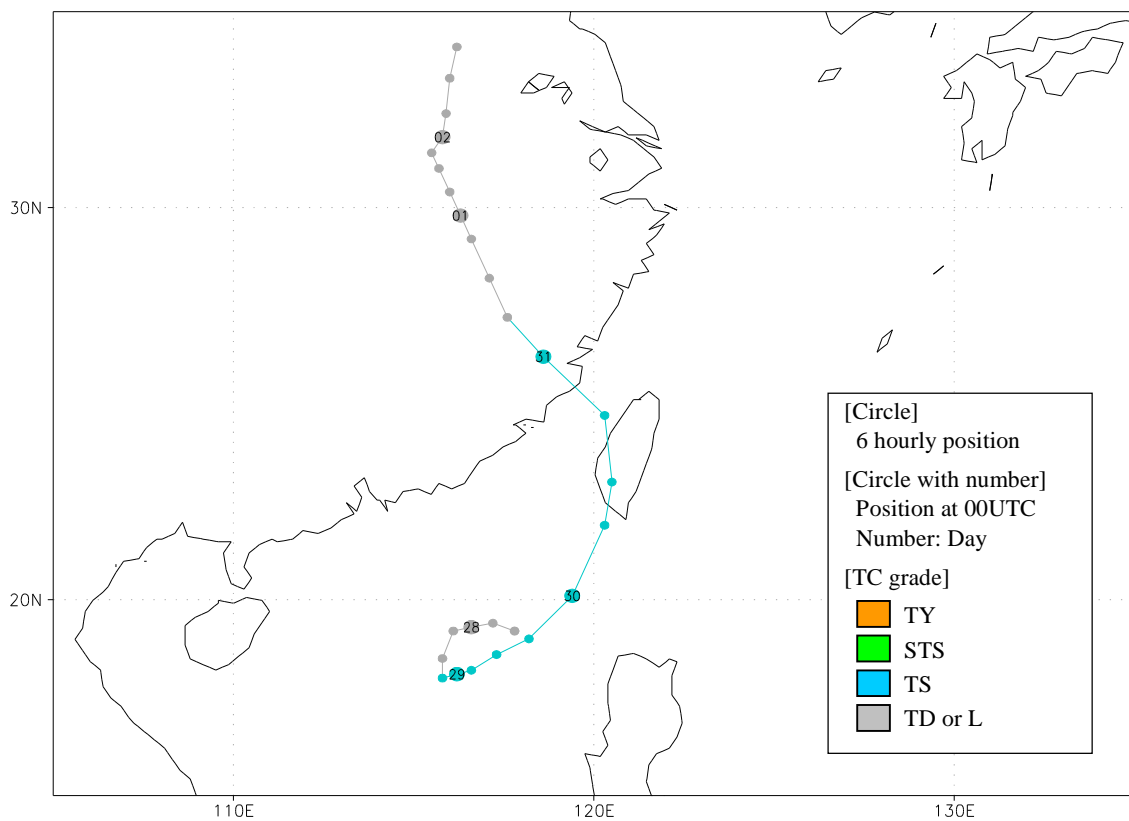 02
30N
01
31
[Circle]
6 hourly position
[Circle with number]
Position at 00UTC
Number: Day
[TC grade]
TY
STS
TS
TD or L
20N
30
28
29
110E
120E
130E